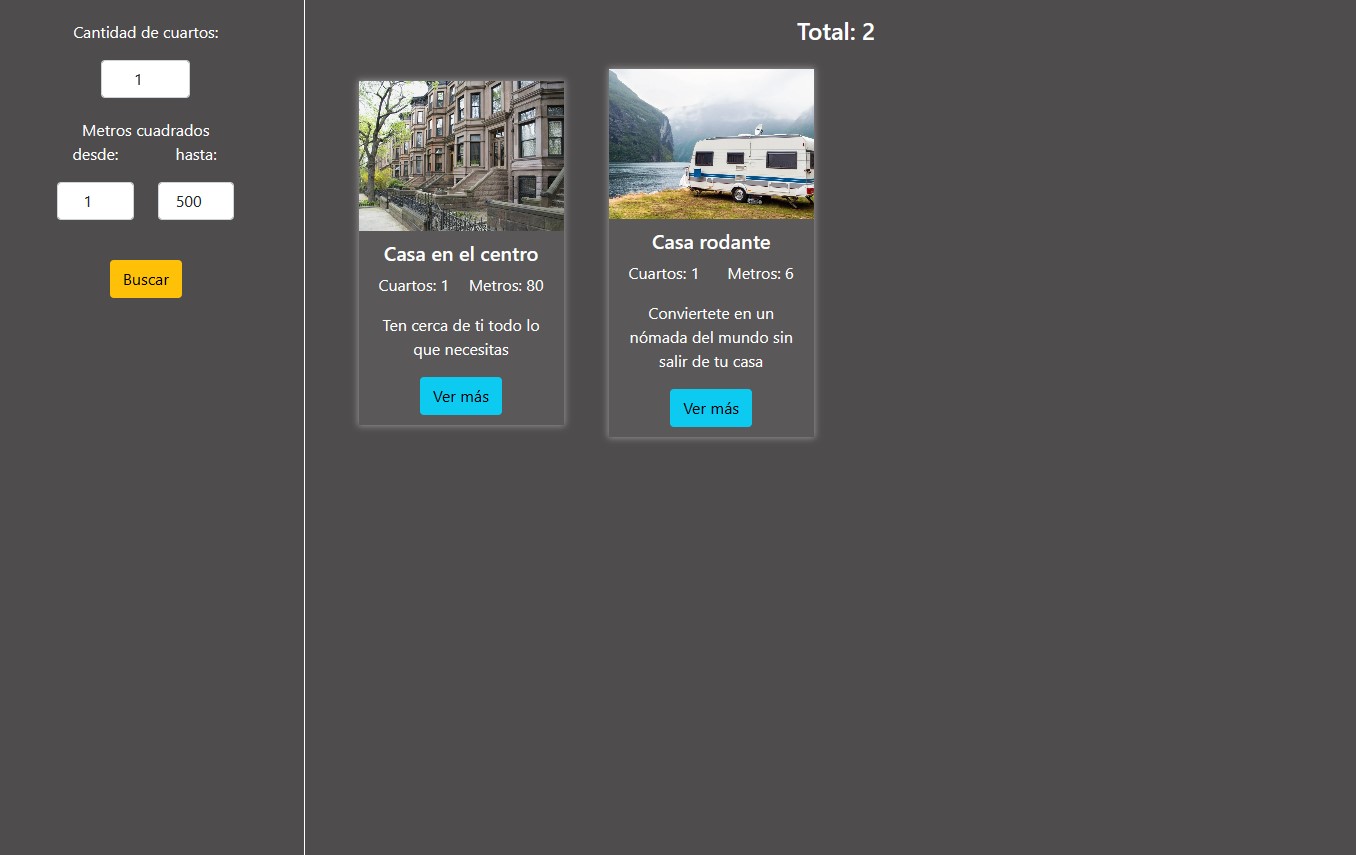 Cantidad de cuartos:
1
Metros cuadrados
desde: hasta:
1 500
Buscar
Total: 2
Casa en el centro
Cuartos: 1 Metros: 80
Ten cerca de ti todo lo
que necesitas
Ver más
Casa rodante
Cuartos: 1 Metros: 6
Conviertete en un
nómada del mundo sin
salir de tu casa
Ver más